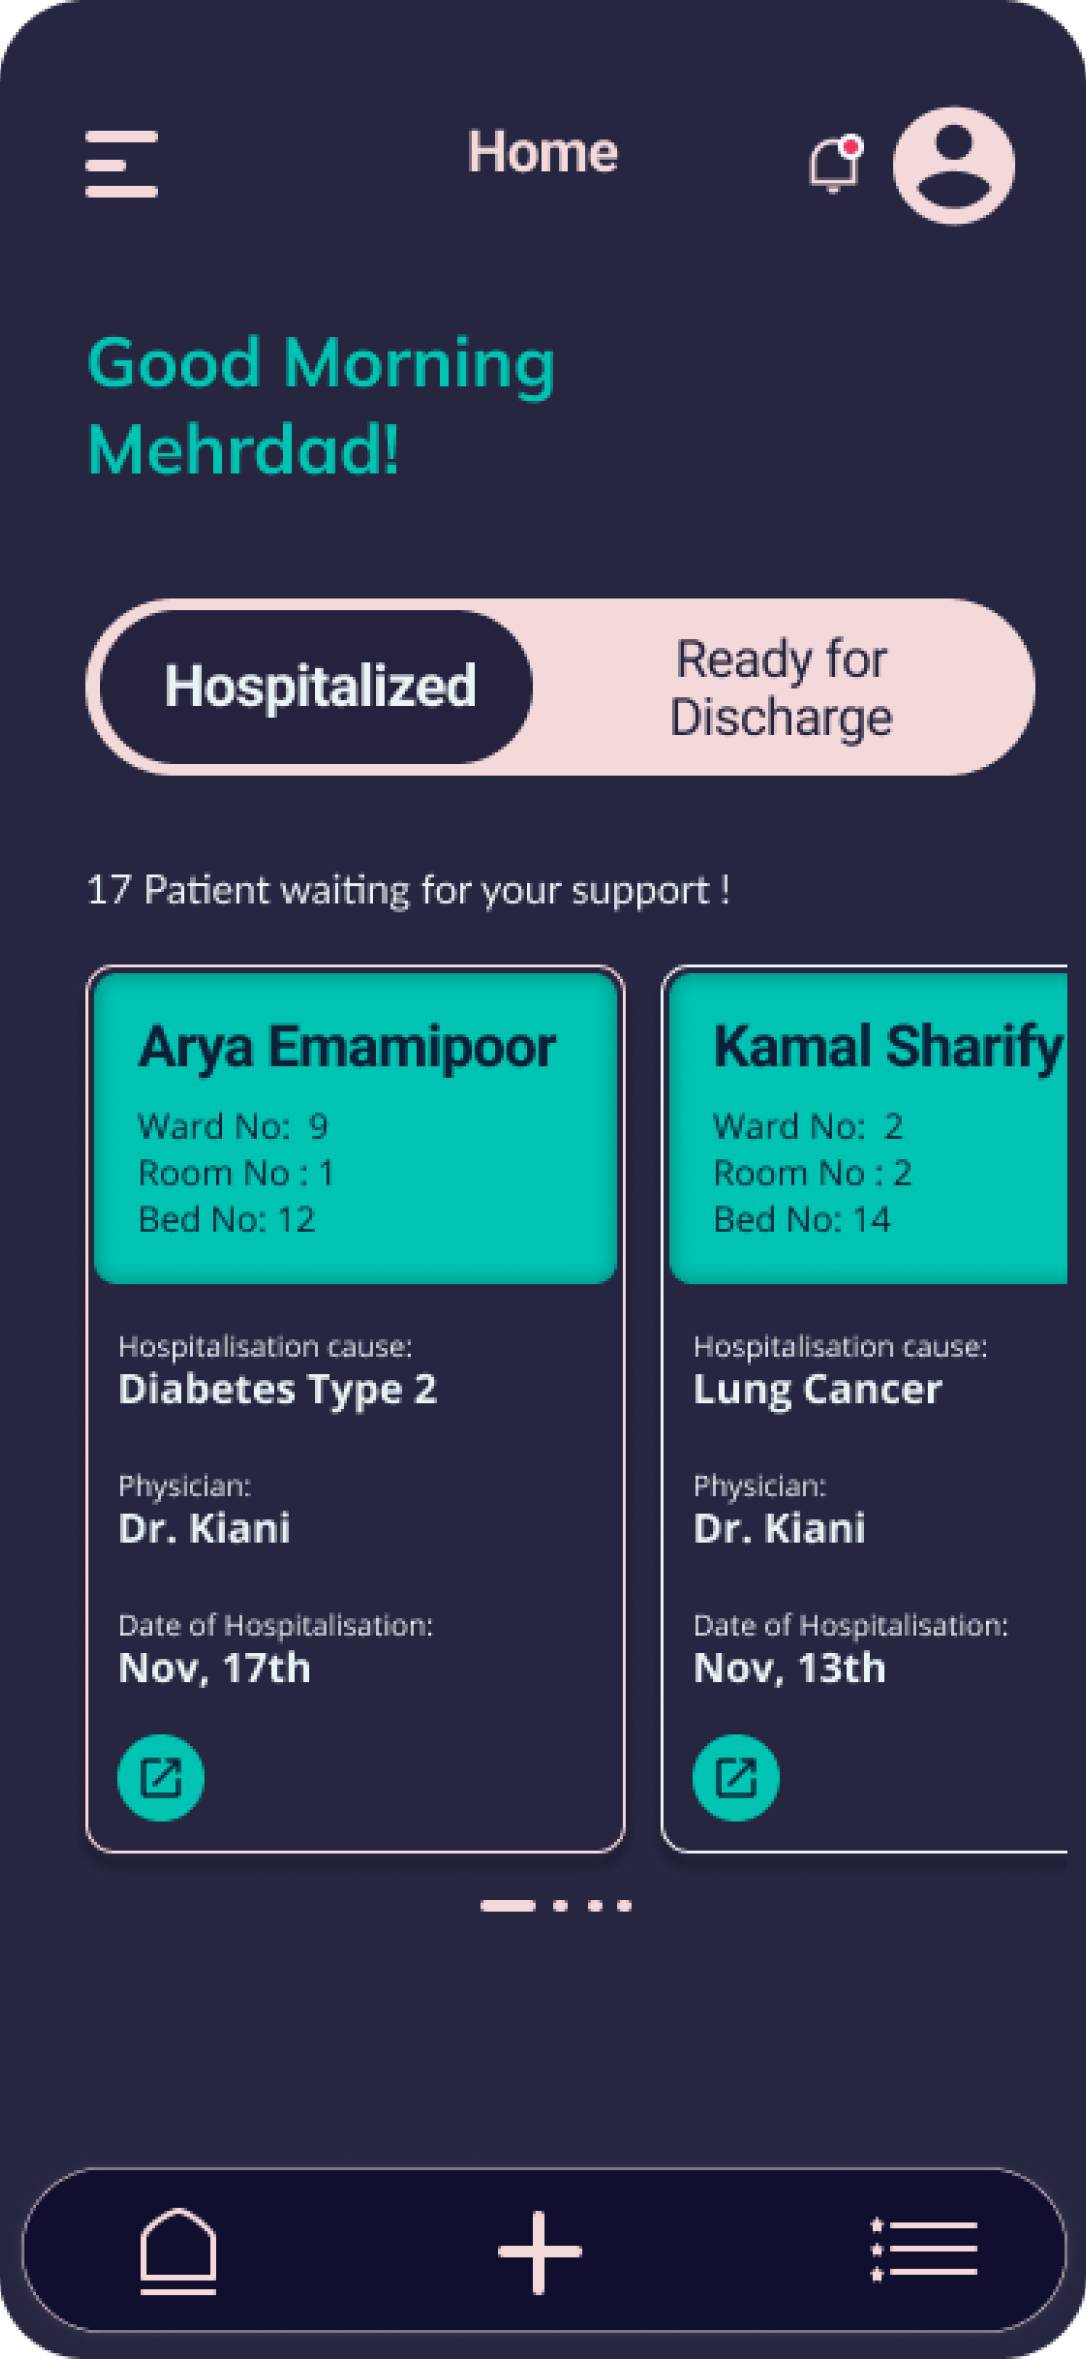 Home
Good Morning
Mehrdad!
Hospitalized
Ready for
Discharge
17 Patient waiting for your support !
Arya Emamipoor
Ward No:  9
Room No : 1
Bed No: 12
Hospitalisation cause:
Diabetes Type 2
Physician:
Dr. Kiani
Date of Hospitalisation:
Nov, 17th
Kamal Sharify
Ward No:  2
Room No : 2
Bed No: 14
Hospitalisation cause:
Lung Cancer
Physician:
Dr. Kiani
Date of Hospitalisation:
Nov, 13th